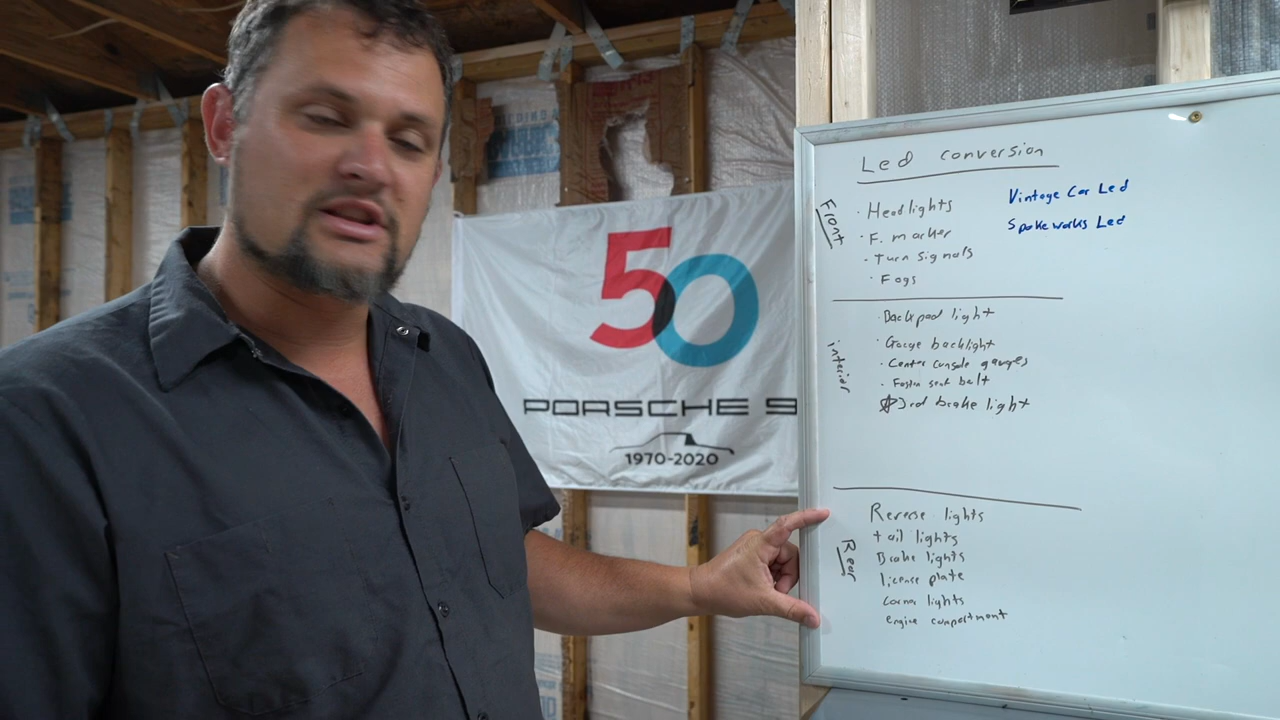 50
PORSCHE 9
1970-2020
Led conversion
Front
· Headlights
· F. marker
· Turn signals
· Fogs
Vintage Car Led
Spokeworks Led
interior
· Backpad light
· Gauge backlight
· Center console gauges
· Fasten seat belt
3rd brake light
Rear
Reverse lights
tail lights
Brake lights
license plate
Corner lights
engine compartment